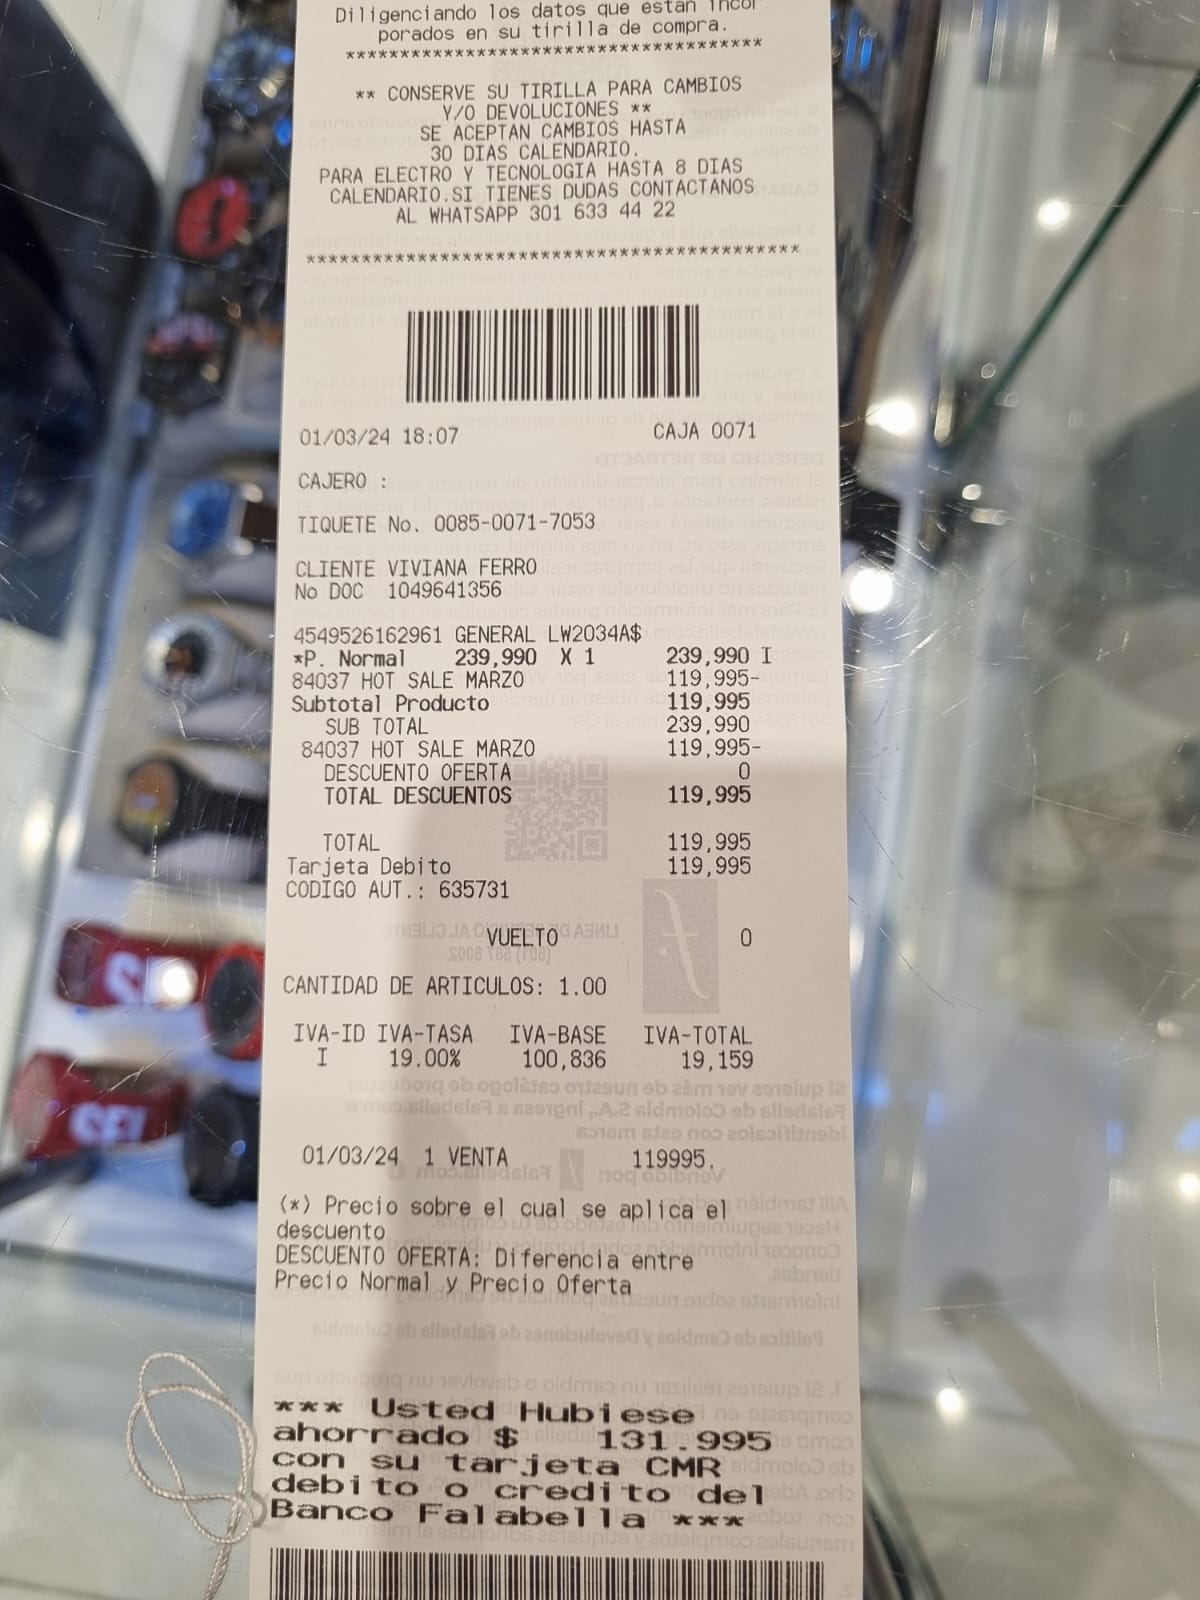 Diligenciando los datos que estan incor
porados en su tirilla de compra.
****************************************
** CONSERVE SU TIRILLA PARA CAMBIOS
Y/O DEVOLUCIONES **
SE ACEPTAN CAMBIOS HASTA
30 DIAS CALENDARIO.
PARA ELECTRO Y TECNOLOGIA HASTA 8 DIAS
CALENDARIO.SI TIENES DUDAS CONTACTANOS
AL WHATSAPP 301 633 44 22
******************************************
01/03/24 18:07 CAJA 0071
CAJERO :
TIQUETE No. 0085-0071-7053
CLIENTE VIVIANA FERRO
No DOC 1049641356
4549526162961 GENERAL LW2034A$
*P. Normal 239,990 X 1 239,990 I
84037 HOT SALE MARZO 119,995-
Subtotal Producto 119,995
SUB TOTAL 239,990
84037 HOT SALE MARZO 119,995-
DESCUENTO OFERTA 0
TOTAL DESCUENTOS 119,995
TOTAL 119,995
Tarjeta Debito 119,995
CODIGO AUT.: 635731
VUELTO 0
CANTIDAD DE ARTICULOS: 1.00
IVA-ID IVA-TASA IVA-BASE IVA-TOTAL
I 19.00% 100,836 19,159
01/03/24 1 VENTA 119995.
(*) Precio sobre el cual se aplica el
descuento
DESCUENTO OFERTA: Diferencia entre
Precio Normal y Precio Oferta
*** Usted Hubiese
ahorrado $ 131.995
con su tarjeta CMR
debito o credito del
Banco Falabella ***